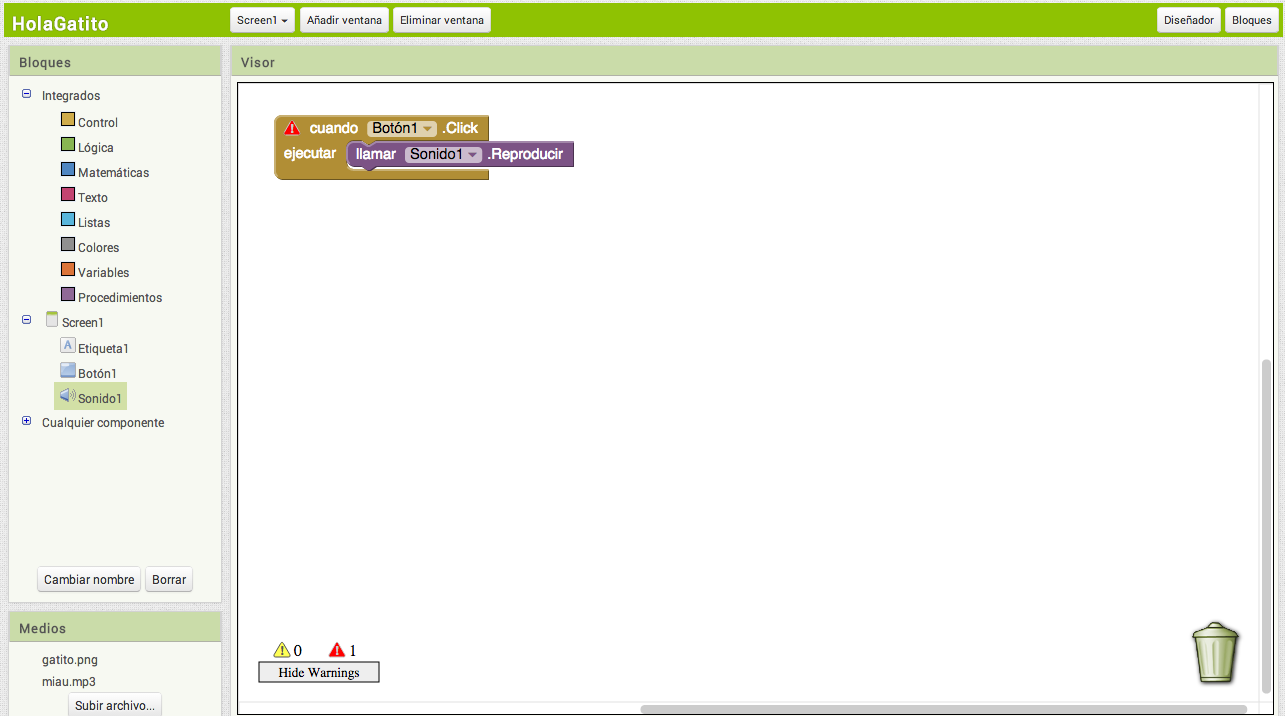 HolaGatito
Screen1
Añadir ventana
Eliminar ventana
Diseñador
Bloques
Bloques
Integrados
Control
Lógica
Matemáticas
Texto
Listas
Colores
Variables
Procedimientos
Screen1
A
Etiqueta1
Botón1
Sonido1
Cualquier componente
Cambiar nombre
Borrar
Medios
gatito.png
miau.mp3
Subir archivo...
Visor
cuando Botón1 .Click
ejecutar llamar Sonido1 .Reproducir
0 1
Hide Warnings